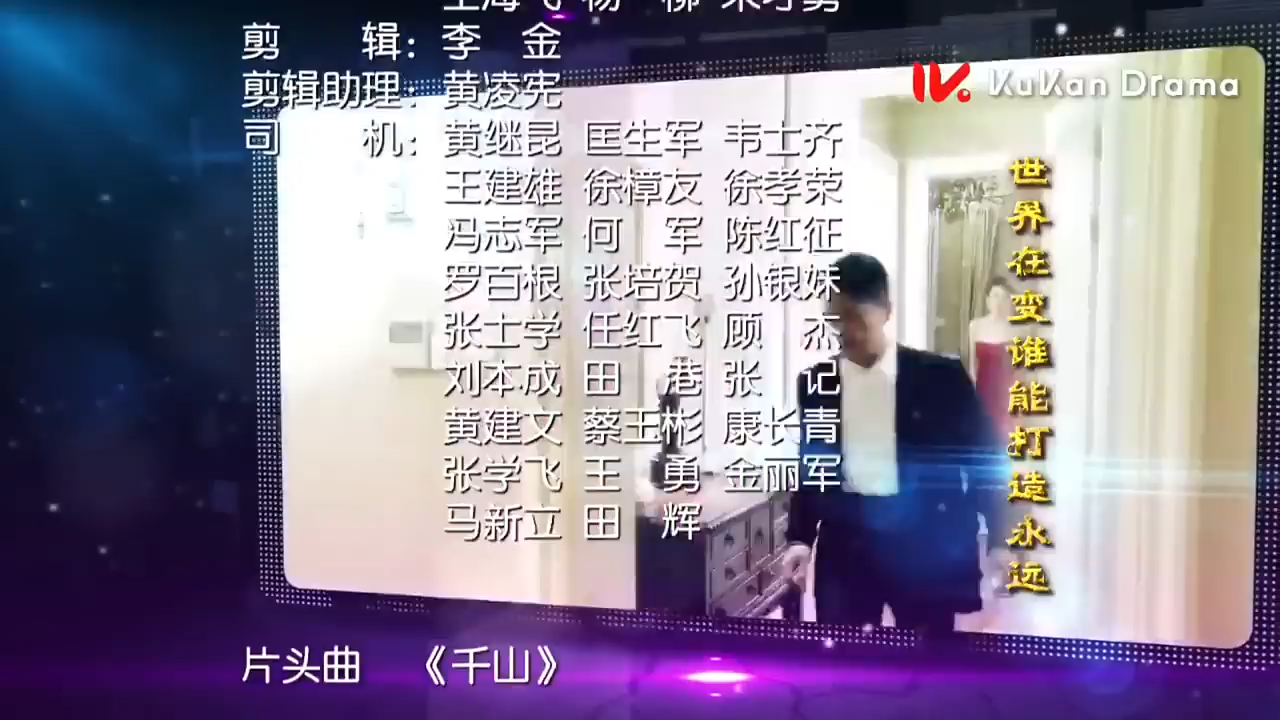 剪 辑：李 金
剪辑助理：黄凌宪
司 机：黄继昆 匡生军 韦士齐
王建雄 徐樟友 徐孝荣
冯志军 何 军 陈红征
罗百根 张培贺 孙银妹
张士学 任红飞 顾 杰
刘本成 田 港 张 记
黄建文 蔡玉彬 康长青
张学飞 王 勇 金丽军
马新立 田 辉
片头曲 《千山》
KuKan Drama
世界在变谁能打造永远